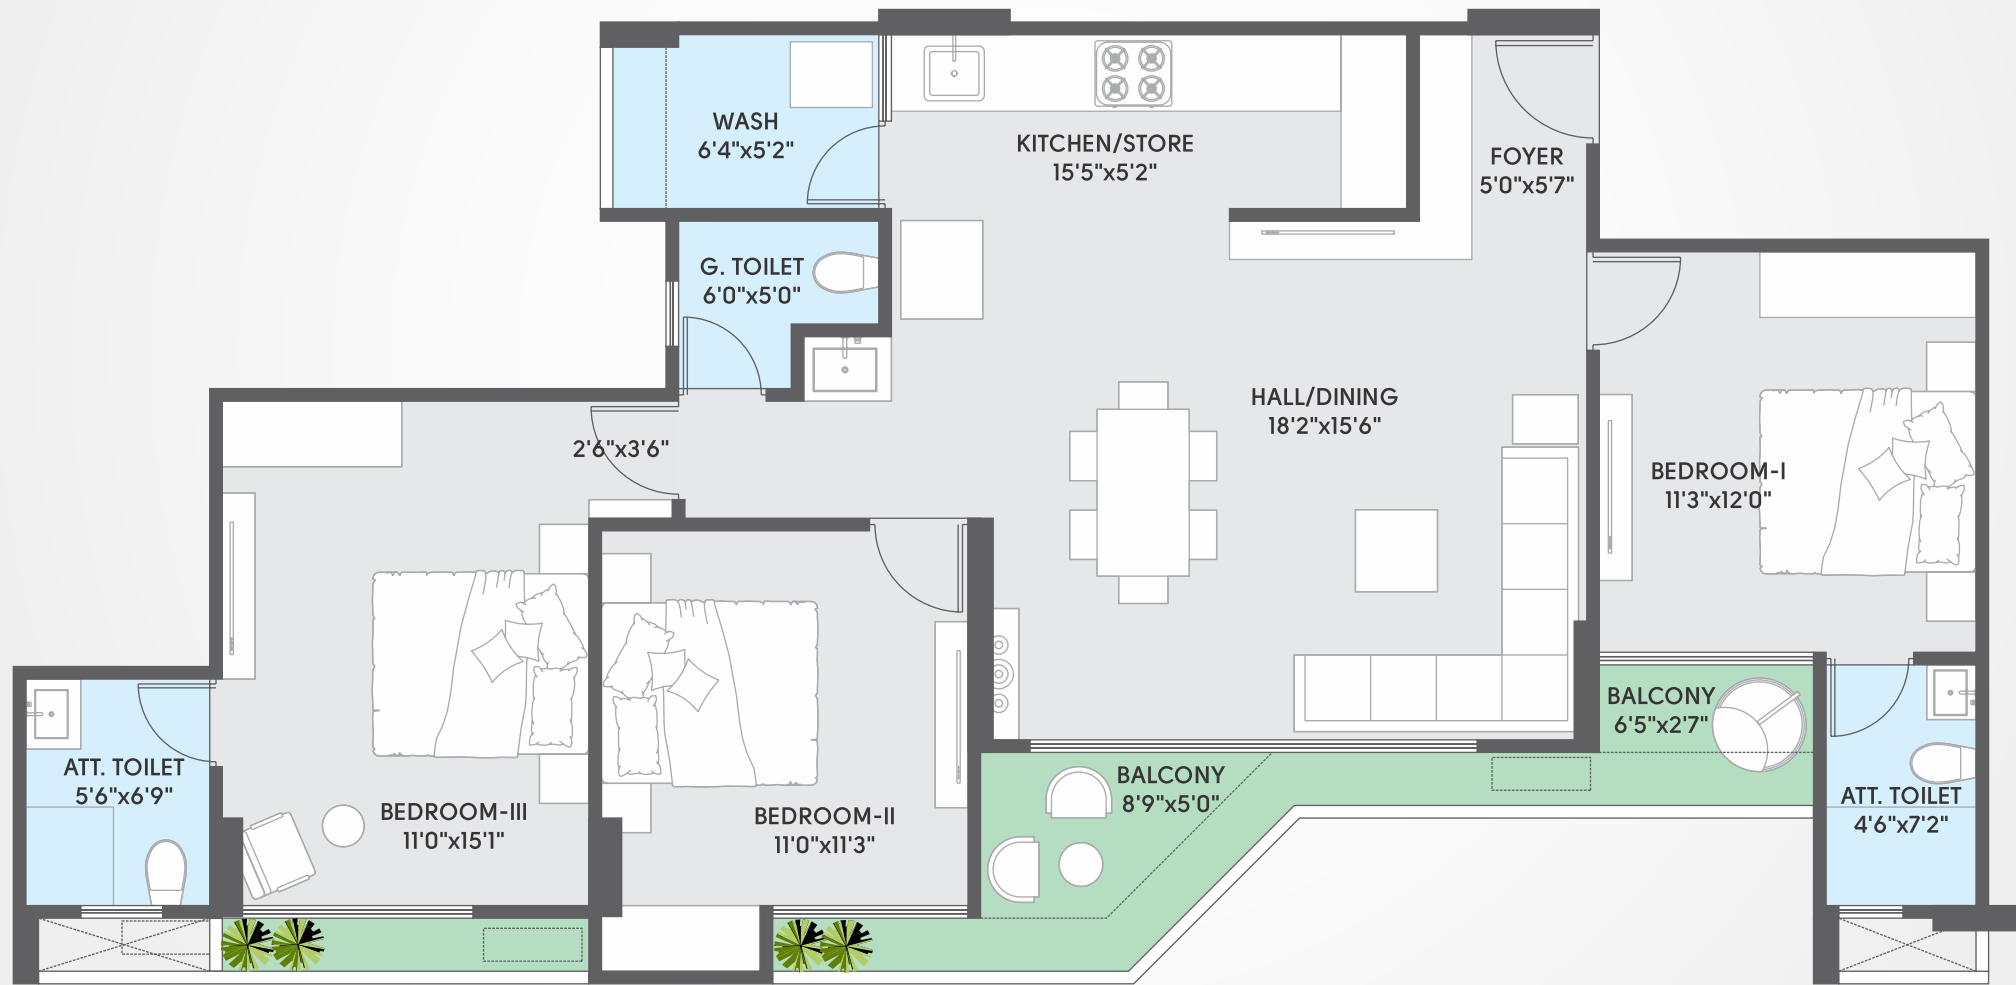 WASH
6'4"x5'2"
KITCHEN/STORE
15'5"x5'2"
FOYER
5'0"x5'7"
G. TOILET
6'0"x5'0"
HALL/DINING
18'2"x15'6"
2'6"x3'6"
BEDROOM-I
11'3"x12'0"
BALCONY
6'5"x2'7"
ATT. TOILET
5'6"x6'9"
BALCONY
8'9"x5'0"
ATT. TOILET
4'6"x7'2"
BEDROOM-III
11'0"x15'1"
BEDROOM-II
11'0"x11'3"